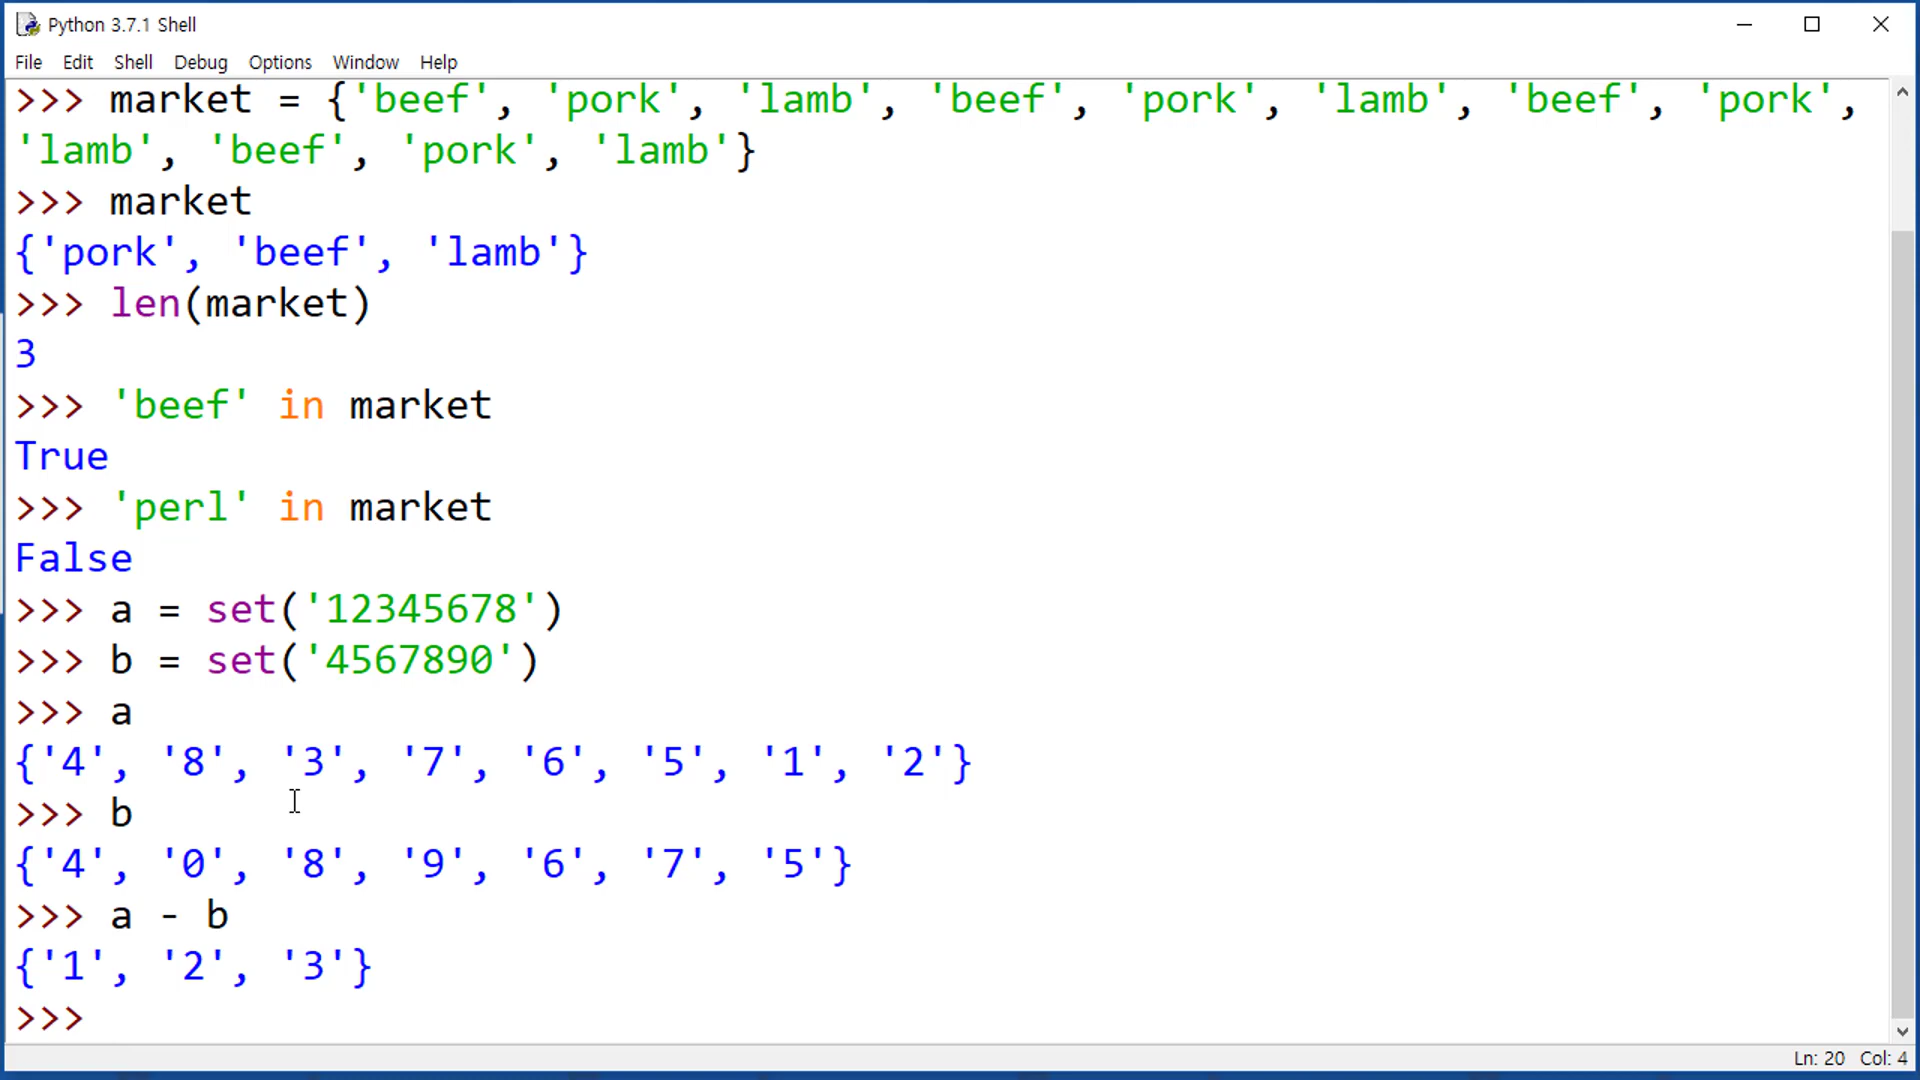 Python 3.7.1 Shell
File Edit Shell Debug Options Window Help
>>> market = {'beef', 'pork', 'lamb', 'beef', 'pork', 'lamb', 'beef', 'pork',
'lamb', 'beef', 'pork', 'lamb'}
>>> market
{'pork', 'beef', 'lamb'}
>>> len(market)
3
>>> 'beef' in market
True
>>> 'perl' in market
False
>>> a = set('12345678')
>>> b = set('4567890')
>>> a
{'4', '8', '3', '7', '6', '5', '1', '2'}
>>> b
{'4', '0', '8', '9', '6', '7', '5'}
>>> a - b
{'1', '2', '3'}
>>>
Ln: 20 Col: 4